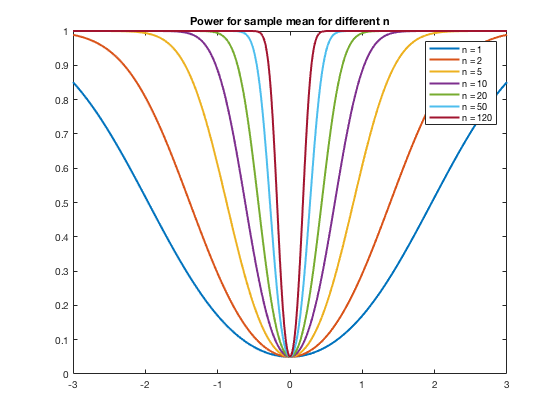 Power for sample mean for different n
1
0.9
0.8
0.7
0.6
0.5
0.4
0.3
0.2
0.1
0
-3 -2 -1 0 1 2 3
n = 1
n = 2
n = 5
n = 10
n = 20
n = 50
n = 120